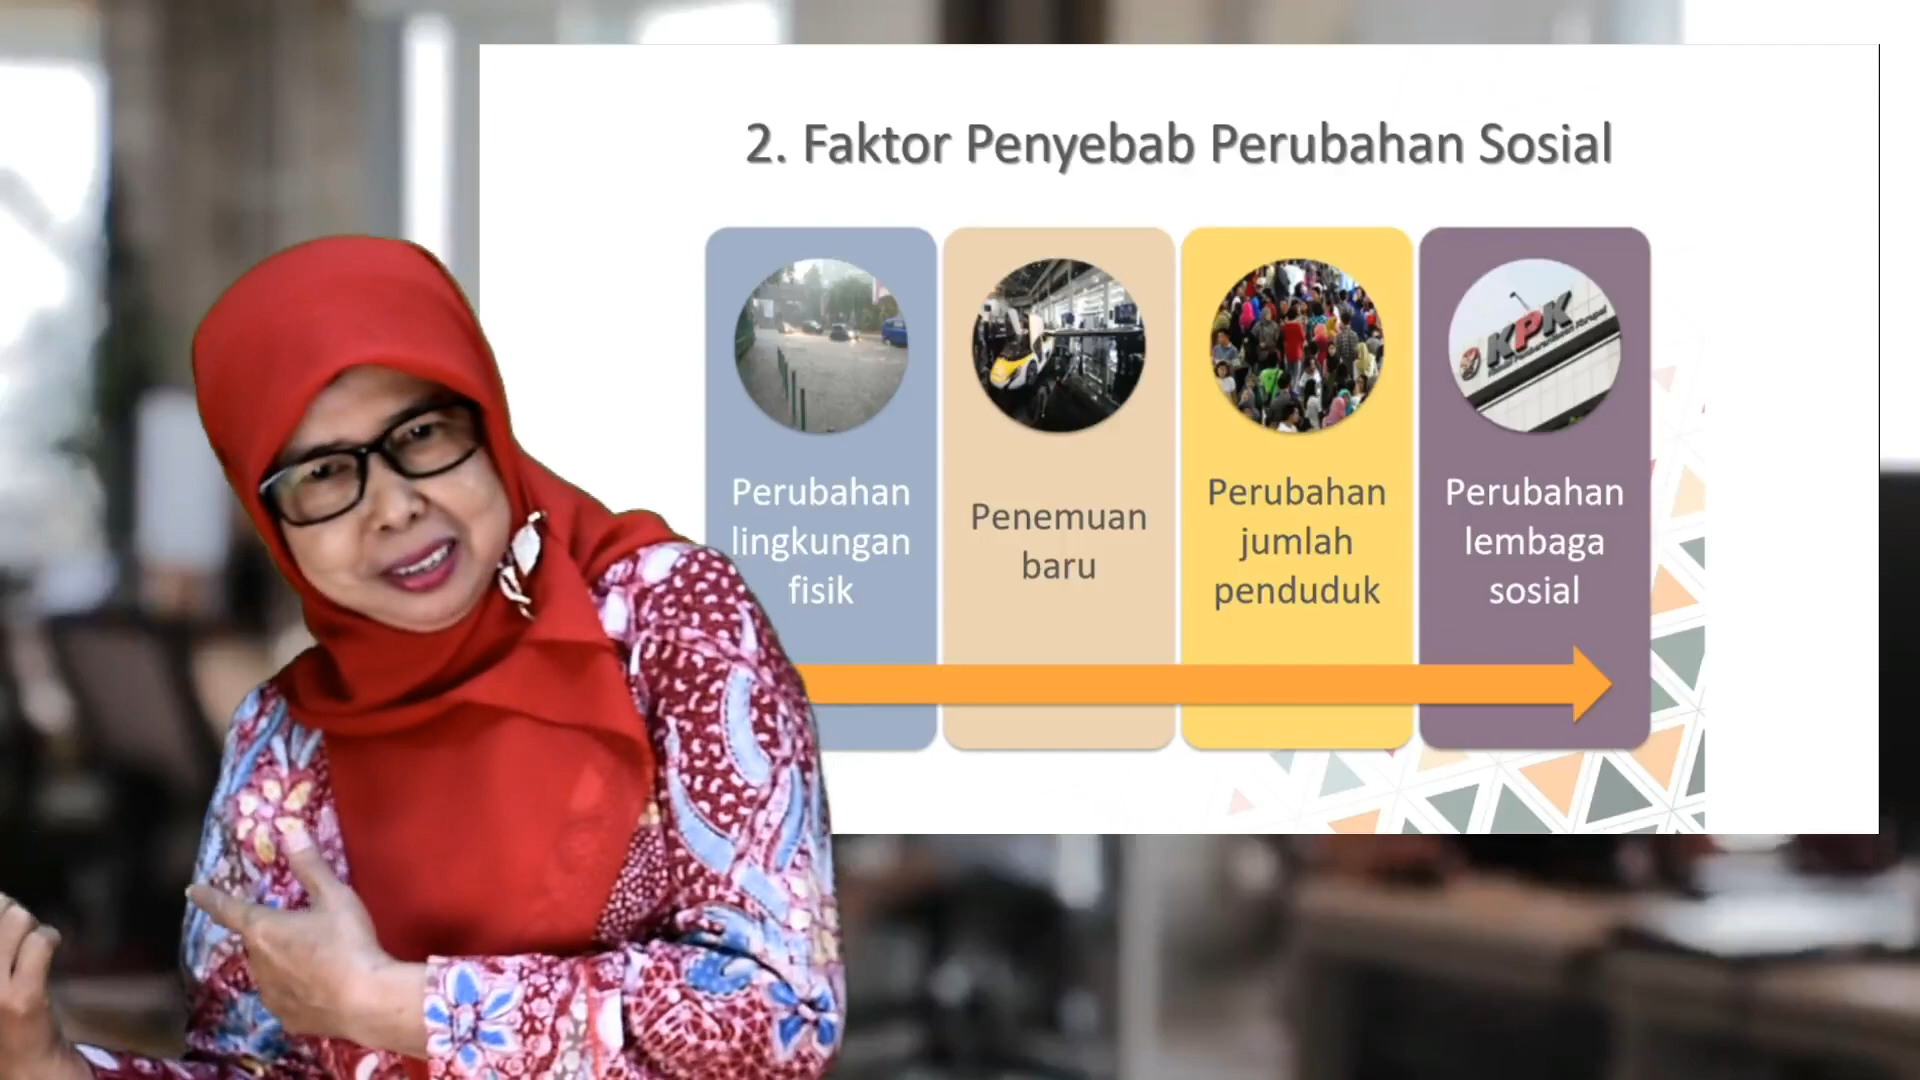 2. Faktor Penyebab Perubahan Sosial
Perubahan
lingkungan
fisik
Penemuan
baru
Perubahan
jumlah
penduduk
KPK
Perubahan
lembaga
sosial